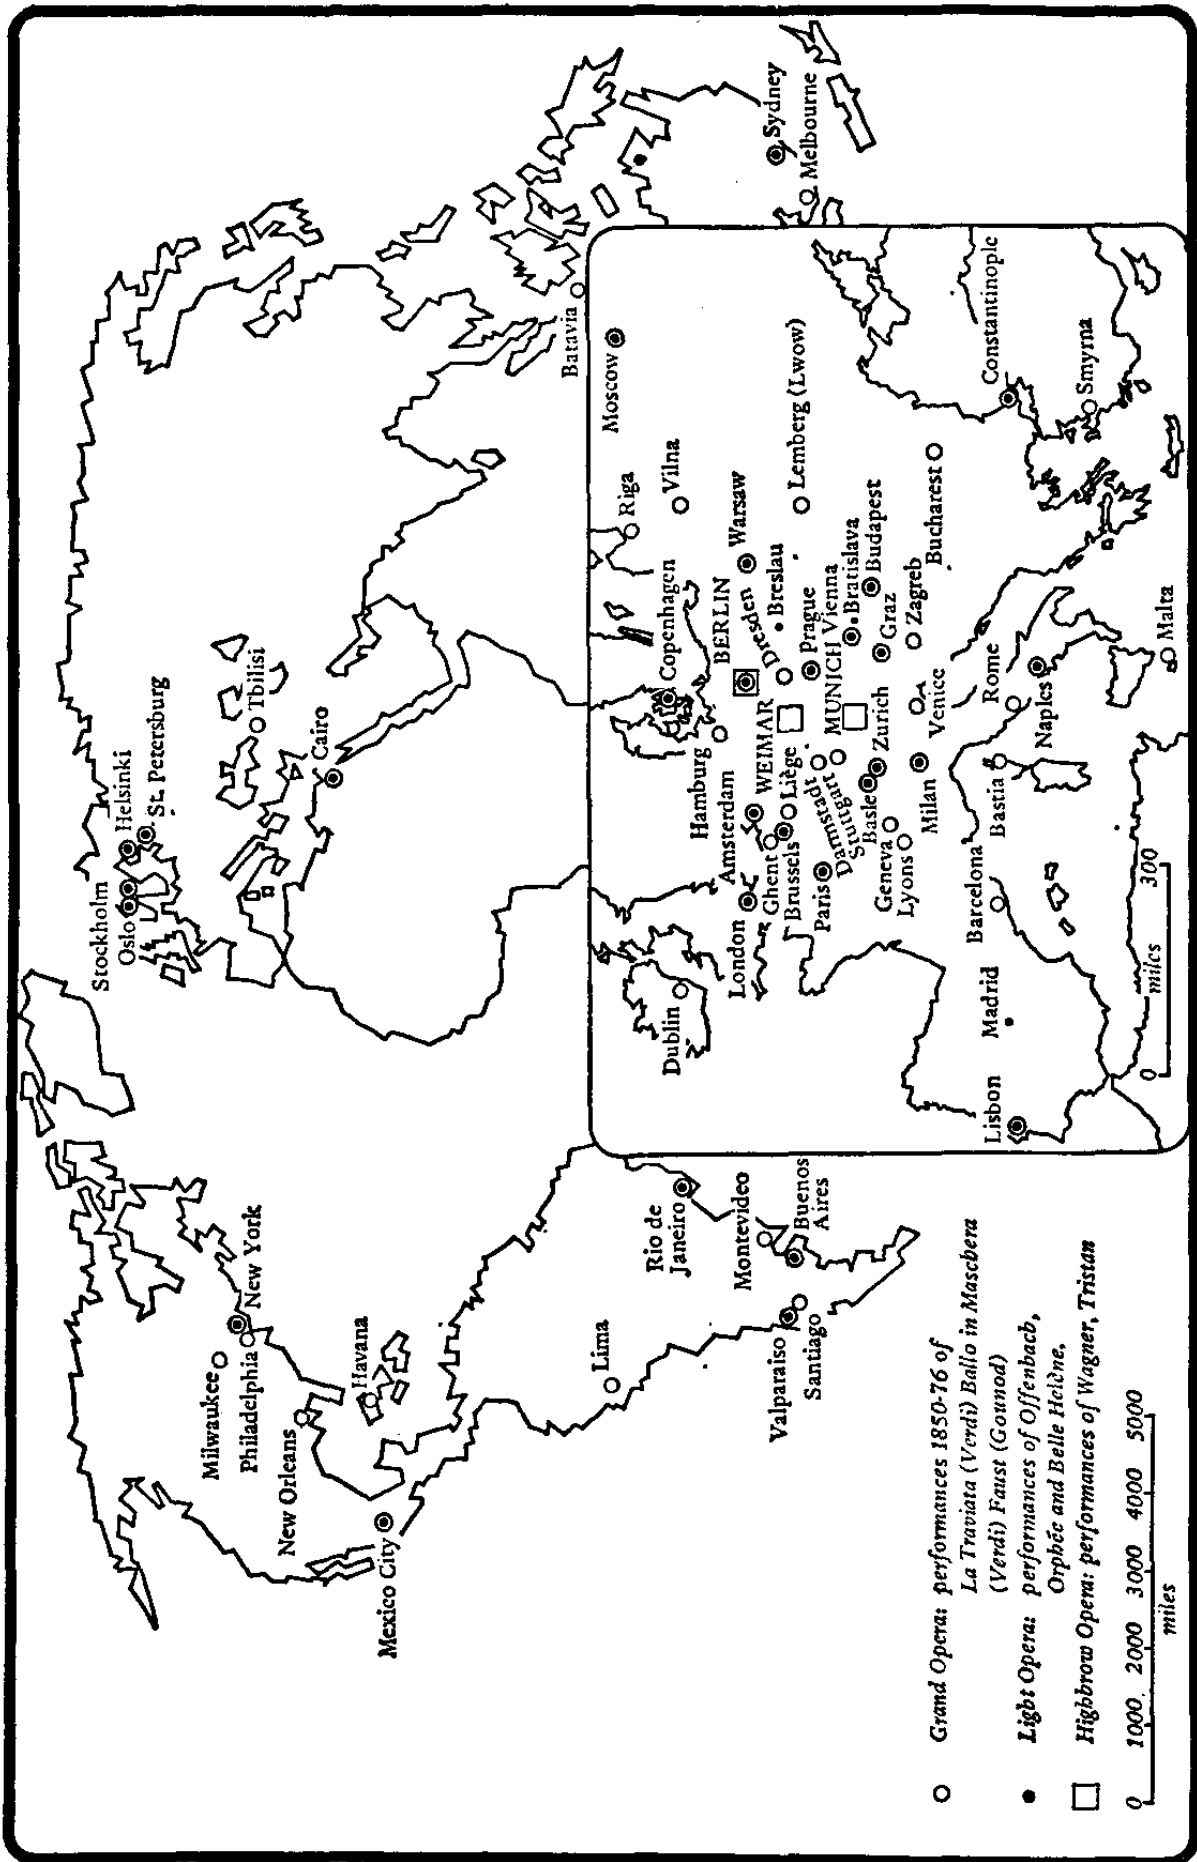 Stockholm
Oslo
Helsinki
St. Petersburg
Tbilisi
Cairo
Milwaukee
Philadelphia
New York
New Orleans
Havana
Mexico City
Lima
Rio de
Janeiro
Montevideo
Buenos
Aires
Valparaiso
Santiago
Batavia
Sydney
Melbourne
Moscow
Riga
Vilna
Copenhagen
Dublin
Hamburg
BERLIN
Warsaw
Amsterdam
London
WEIMAR
Dresden
Breslau
Lemberg (Lwow)
Ghent
Brussels
Liège
Prague
Paris
Darmstadt
Stuttgart
MUNICH
Vienna
Bratislava
Basle
Zurich
Graz
Budapest
Geneva
Lyons
Zagreb
Milan
Venice
Bucharest
Barcelona
Bastia
Rome
Constantinople
Lisbon
Madrid
Naples
Smyrna
Malta
0 miles 300
Grand Opera: performances 1850-76 of
La Traviata (Verdi) Ballo in Maschera
(Verdi) Faust (Gounod)
Light Opera: performances of Offenbach,
Orphée and Belle Helène,
Highbrow Opera: performances of Wagner, Tristan
0 1000 2000 3000 4000 5000
miles